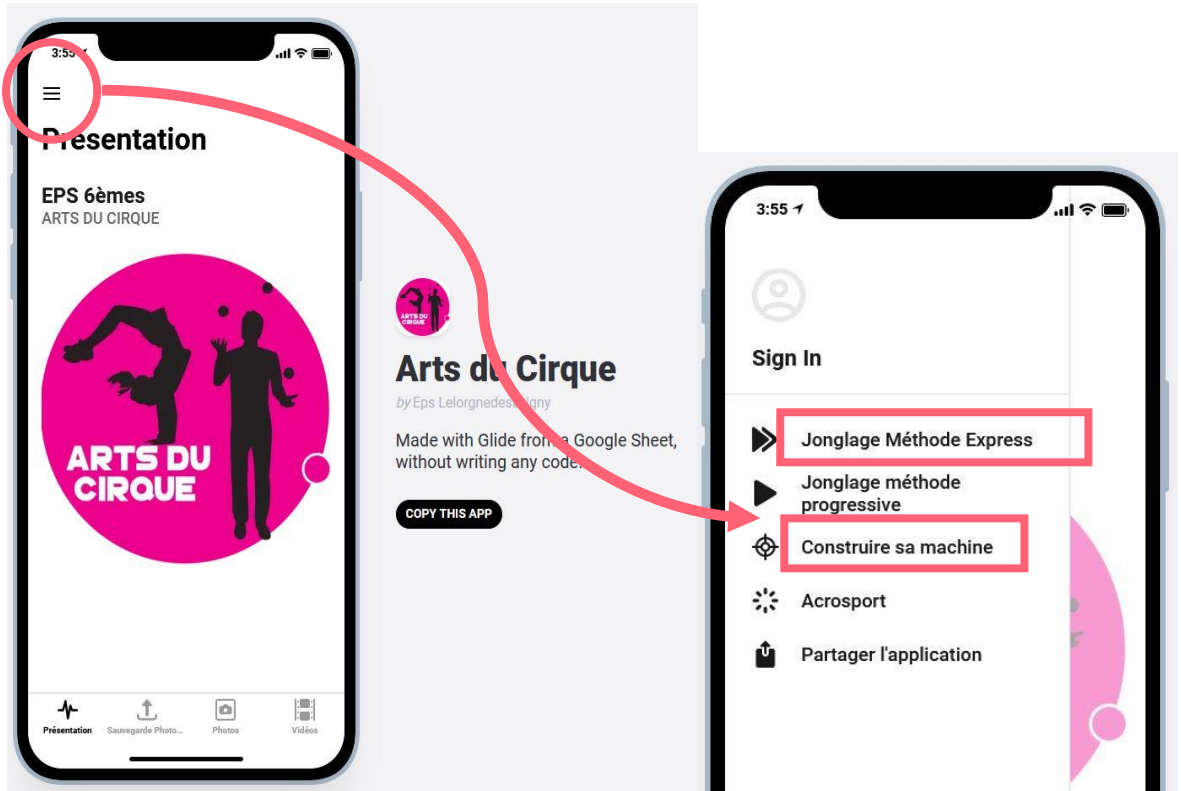 3:55
Présentation
EPS 6èmes
ARTS DU CIRQUE
ARTS DU
CIRQUE
Présentation
Sauvegarde Photo...
Photos
Vidéos
ARTS DU
CIRQUE
Arts du Cirque
by Eps Lelorgnedesavigny
Made with Glide from a Google Sheet,
without writing any code.
COPY THIS APP
3:55
Sign In
Jonglage Méthode Express
Jonglage méthode
progressive
Construire sa machine
Acrosport
Partager l'application